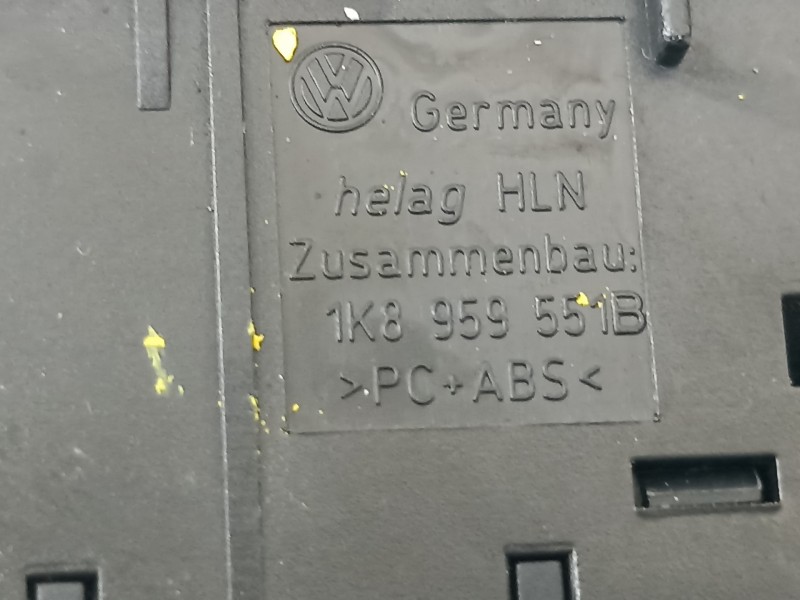 Germany
helag HLN
Zusammenbau:
1K8 959 551B
>PC+ABS<